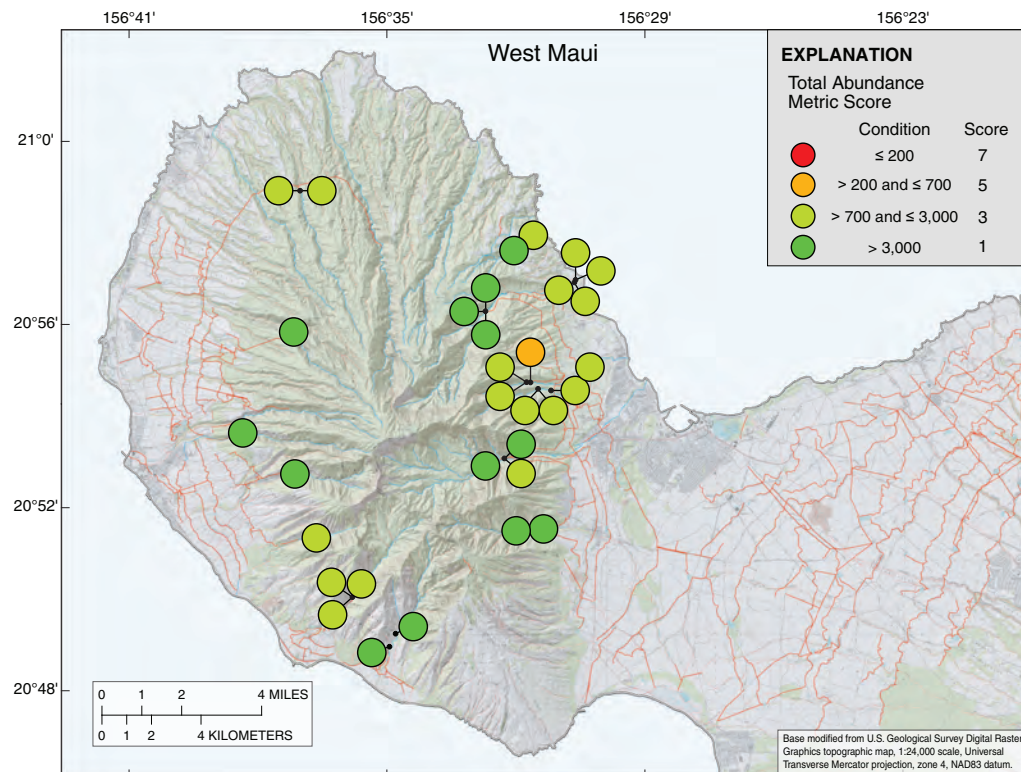 156°41'
156°35'
156°29'
156°23'
West Maui
EXPLANATION
Total Abundance
Metric Score
Condition Score
≤ 200 7
> 200 and ≤ 700 5
> 700 and ≤ 3,000 3
> 3,000 1
21°0'
20°56'
20°52'
20°48'
0 1 2 4 MILES
0 1 2 4 KILOMETERS
Base modified from U.S. Geological Survey Digital Raster
Graphics topographic map, 1:24,000 scale, Universal
Transverse Mercator projection, zone 4, NAD83 datum.